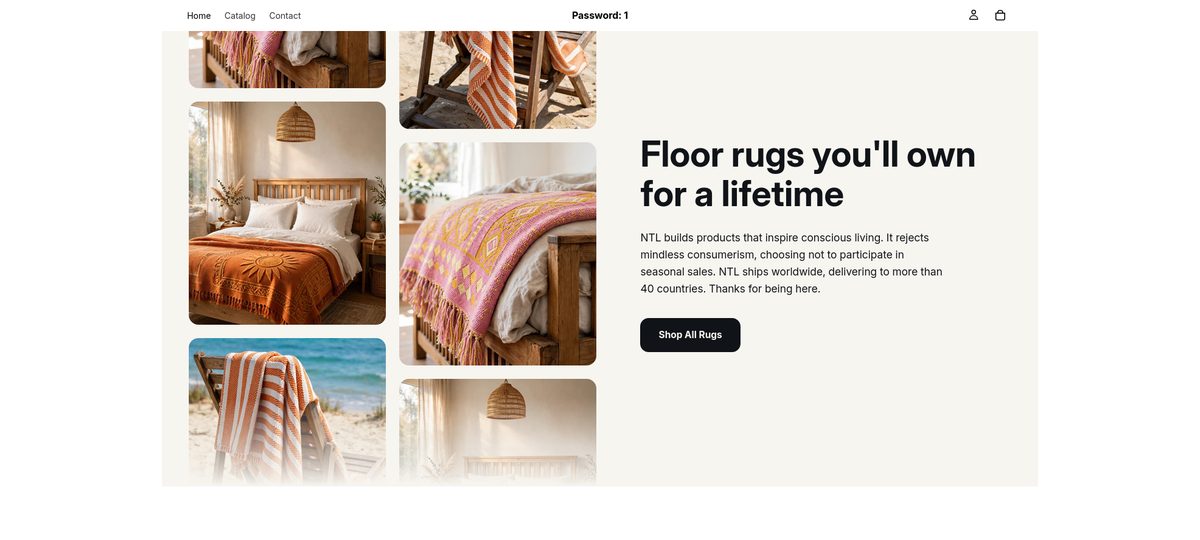 Home Catalog Contact
Password: 1
Floor rugs you'll own
for a lifetime
NTL builds products that inspire conscious living. It rejects
mindless consumerism, choosing not to participate in
seasonal sales. NTL ships worldwide, delivering to more than
40 countries. Thanks for being here.
Shop All Rugs